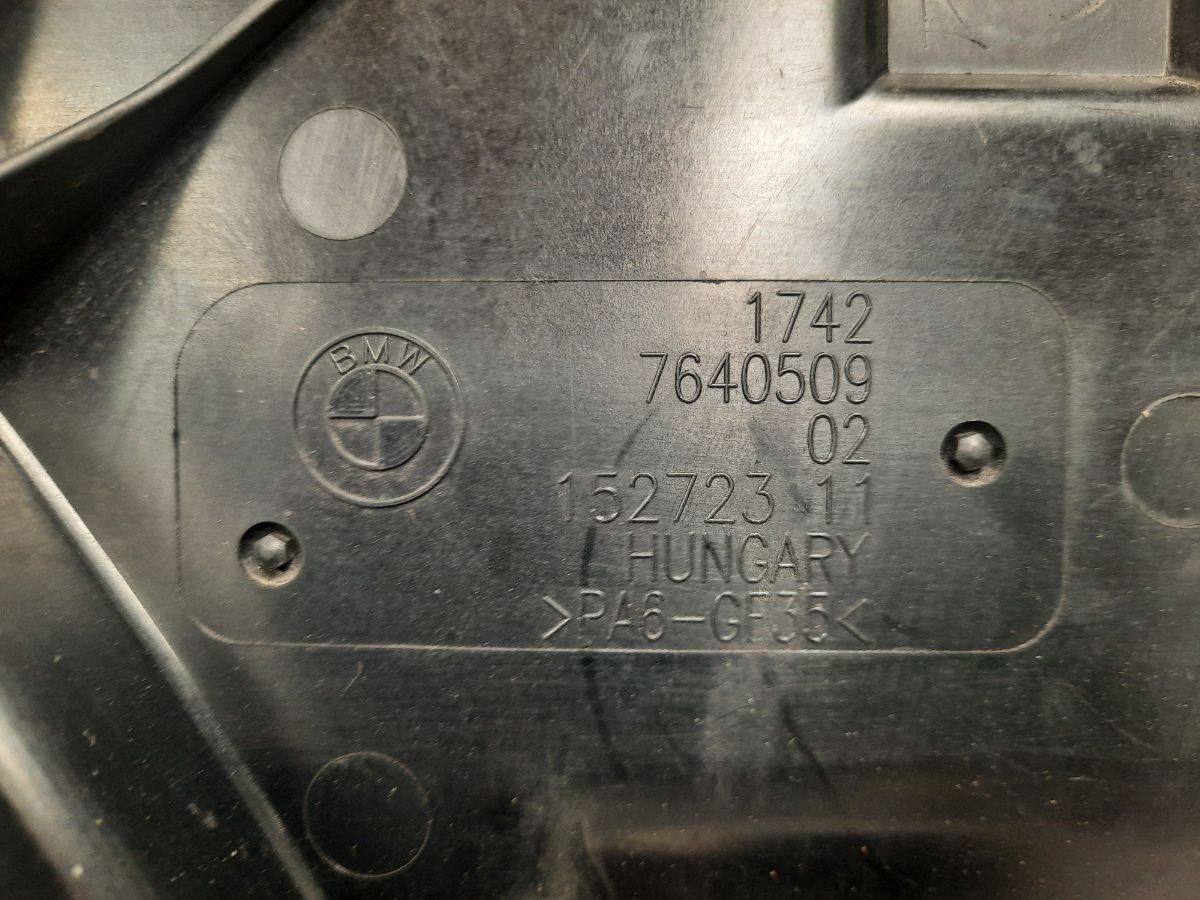 BMW
1742
7640509
02
152723 11
HUNGARY
>PA6-GF35<